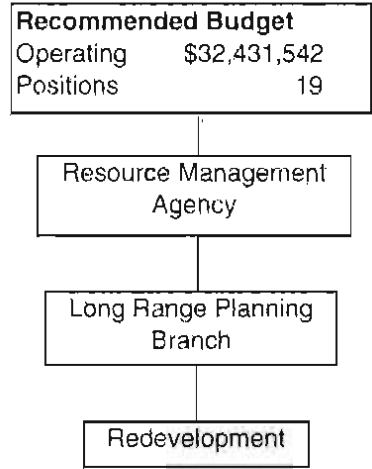 Recommended Budget
Operating $32,431,542
Positions 19
Resource Management
Agency
Long Range Planning
Branch
Redevelopment